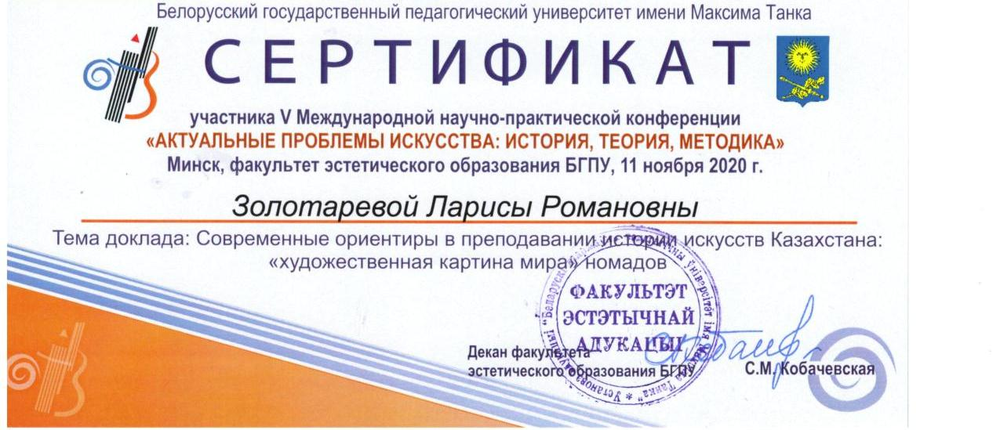 Белорусский государственный педагогический университет имени Максима Танка
СЕРТИФИКАТ
участника V Международной научно-практической конференции
«АКТУАЛЬНЫЕ ПРОБЛЕМЫ ИСКУССТВА: ИСТОРИЯ, ТЕОРИЯ, МЕТОДИКА»
Минск, факультет эстетического образования БГПУ, 11 ноября 2020 г.
Золотаревой Ларисы Романовны
Тема доклада: Современные ориентиры в преподавании истории искусств Казахстана:
«художественная картина мира» номадов
ФАКУЛЬТЭТ
ЭСТЭТЫЧНАЙ
АДУКАЦЫІ
Декан факультета
эстетического образования БГПУ
С.М. Кобачевская